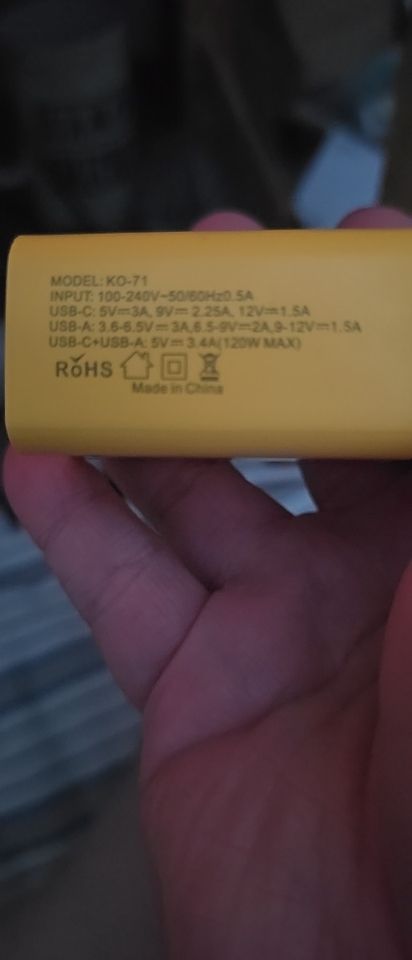 MODEL: KO-71
INPUT: 100-240V~50/60Hz0.5A
USB-C: 5V⎓3A, 9V⎓2.25A, 12V⎓1.5A
USB-A: 3.6-6.5V⎓3A,6.5-9V⎓2A,9-12V⎓1.5A
USB-C+USB-A: 5V⎓3.4A(120W MAX)
RoHS
Made in China